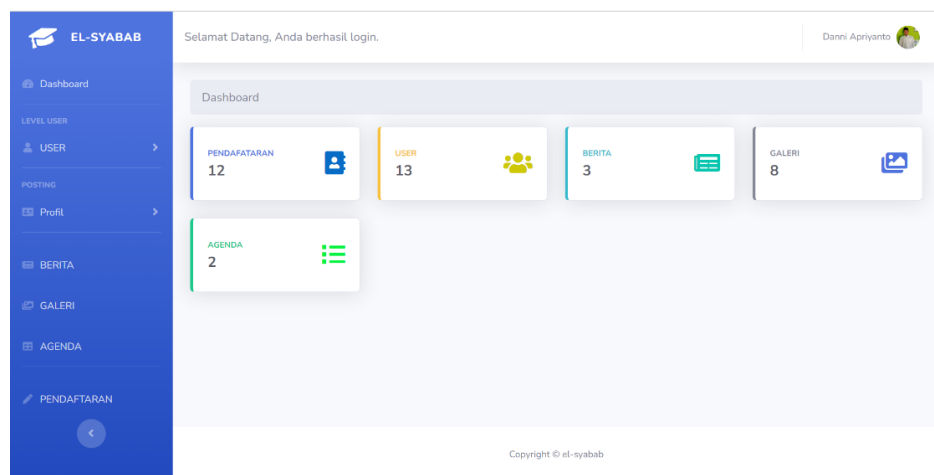 EL-SYABAB
Selamat Datang, Anda berhasil login.
Danni Apriyanto
Dashboard
LEVEL USER
USER
POSTING
Profil
BERITA
GALERI
AGENDA
PENDAFTARAN
Dashboard
PENDAFATARAN
12
USER
13
BERITA
3
GALERI
8
AGENDA
2
Copyright © el-syabab